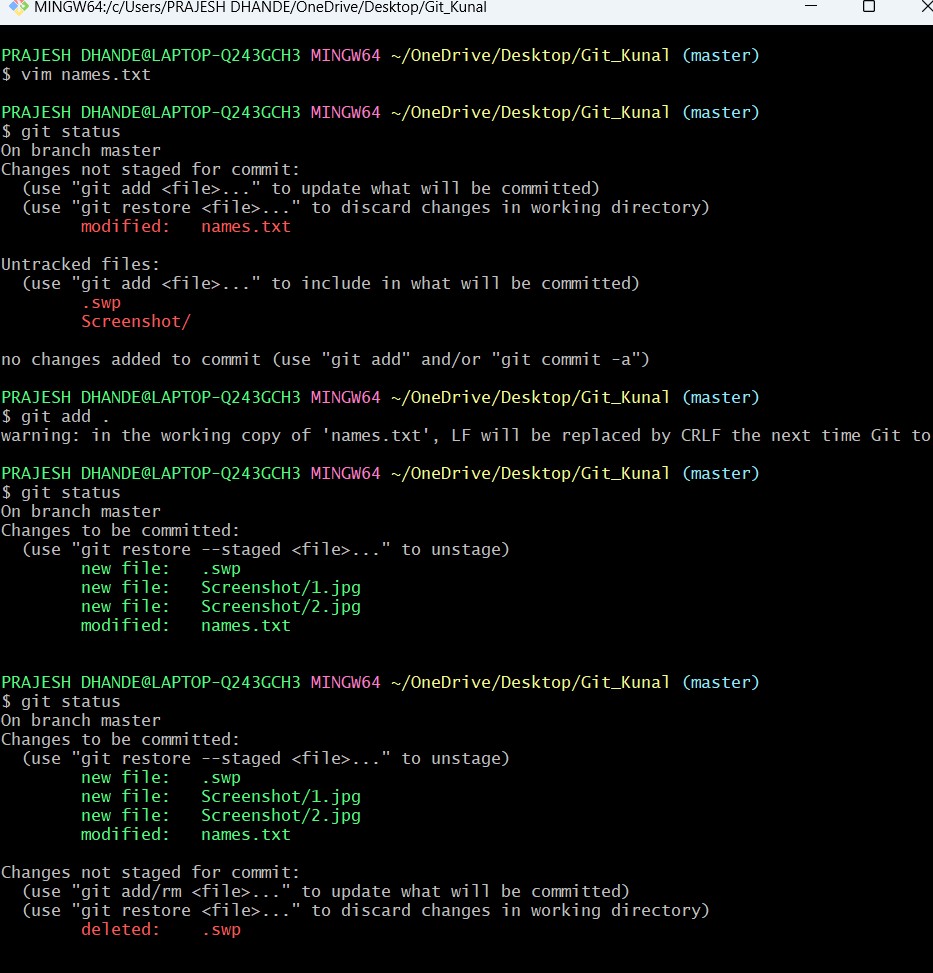 MINGW64:/c/Users/PRAJESH DHANDE/OneDrive/Desktop/Git_Kunal
PRAJESH DHANDE@LAPTOP-Q243GCH3 MINGW64 ~/OneDrive/Desktop/Git_Kunal (master)
$ vim names.txt
PRAJESH DHANDE@LAPTOP-Q243GCH3 MINGW64 ~/OneDrive/Desktop/Git_Kunal (master)
$ git status
On branch master
Changes not staged for commit:
  (use "git add <file>..." to update what will be committed)
  (use "git restore <file>..." to discard changes in working directory)
        modified:   names.txt
Untracked files:
  (use "git add <file>..." to include in what will be committed)
        .swp
        Screenshot/
no changes added to commit (use "git add" and/or "git commit -a")
PRAJESH DHANDE@LAPTOP-Q243GCH3 MINGW64 ~/OneDrive/Desktop/Git_Kunal (master)
$ git add .
warning: in the working copy of 'names.txt', LF will be replaced by CRLF the next time Git to
PRAJESH DHANDE@LAPTOP-Q243GCH3 MINGW64 ~/OneDrive/Desktop/Git_Kunal (master)
$ git status
On branch master
Changes to be committed:
  (use "git restore --staged <file>..." to unstage)
        new file:   .swp
        new file:   Screenshot/1.jpg
        new file:   Screenshot/2.jpg
        modified:   names.txt
PRAJESH DHANDE@LAPTOP-Q243GCH3 MINGW64 ~/OneDrive/Desktop/Git_Kunal (master)
$ git status
On branch master
Changes to be committed:
  (use "git restore --staged <file>..." to unstage)
        new file:   .swp
        new file:   Screenshot/1.jpg
        new file:   Screenshot/2.jpg
        modified:   names.txt
Changes not staged for commit:
  (use "git add/rm <file>..." to update what will be committed)
  (use "git restore <file>..." to discard changes in working directory)
        deleted:    .swp